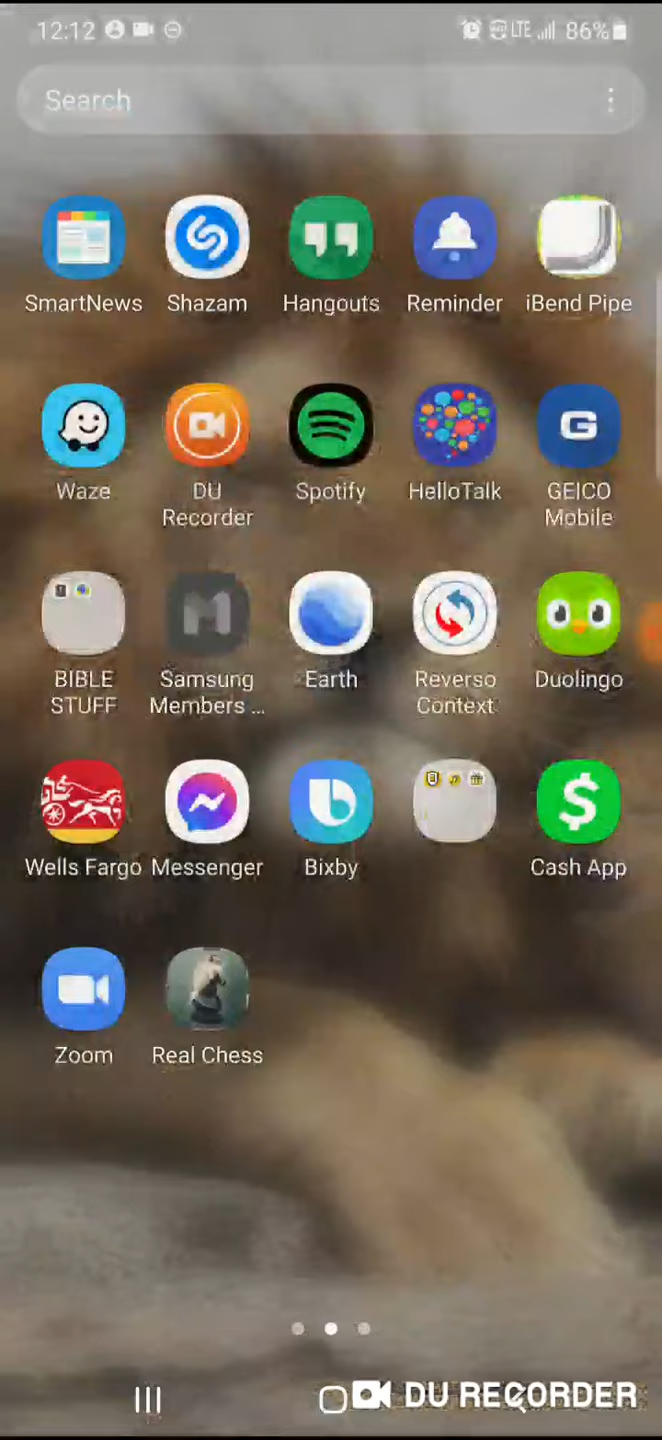 12:12 LTE 86%
Search
SmartNews Shazam Hangouts Reminder iBend Pipe
Waze DU Recorder Spotify HelloTalk GEICO Mobile
BIBLE STUFF Samsung Members ... Earth Reverso Context Duolingo
Wells Fargo Messenger Bixby Cash App
Zoom Real Chess
DU RECORDER